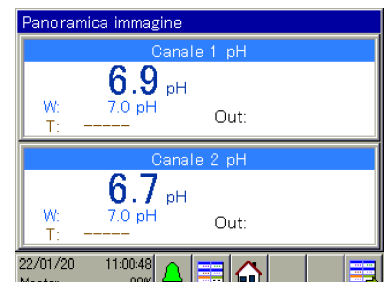 Panoramica immagine
Canale 1 pH
6.9 pH
W: 7.0 pH
Out:
T: -----
Canale 2 pH
6.7 pH
W: 7.0 pH
Out:
T: -----
22/01/20 11:00:48